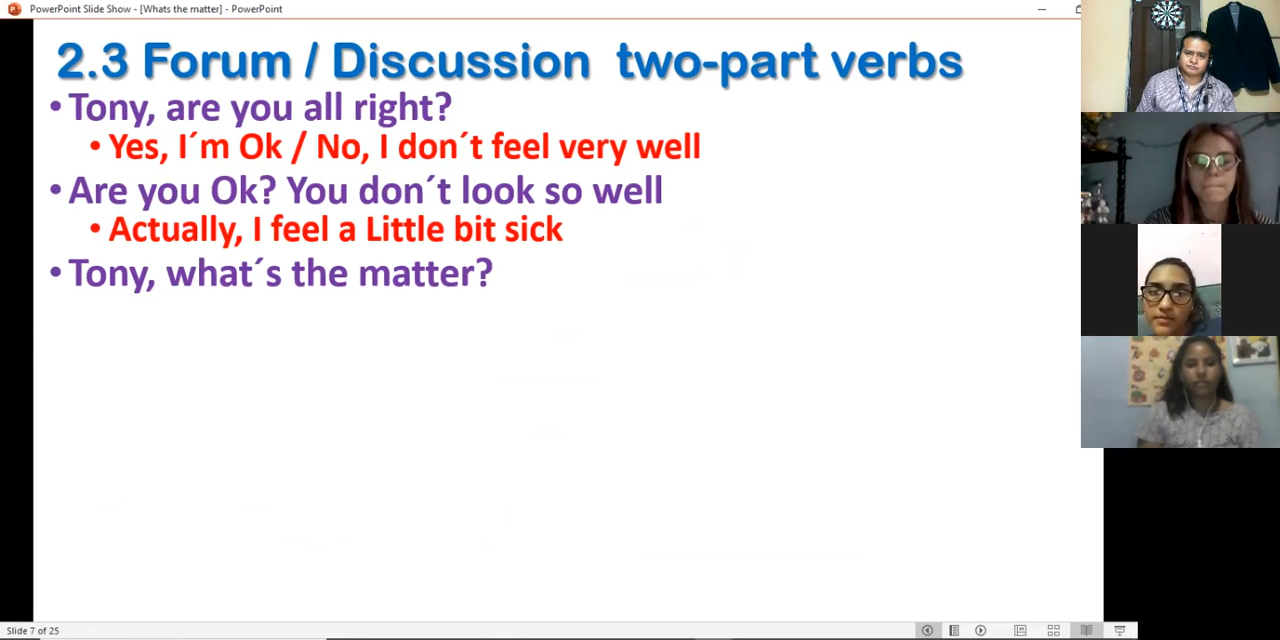 PowerPoint Slide Show - [Whats the matter] - PowerPoint
2.3 Forum / Discussion two-part verbs
• Tony, are you all right?
• Yes, I´m Ok / No, I don´t feel very well
• Are you Ok? You don´t look so well
• Actually, I feel a Little bit sick
• Tony, what´s the matter?
Slide 7 of 25